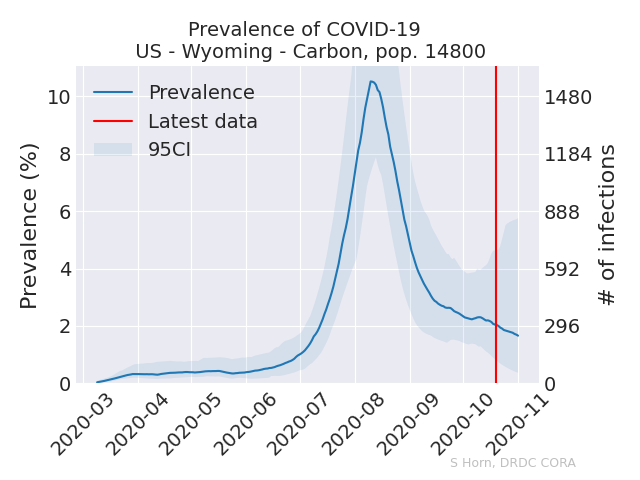 Prevalence of COVID-19
US - Wyoming - Carbon, pop. 14800
Prevalence
Latest data
95CI
Prevalence (%)
10
8
6
4
2
0
1480
1184
888
592
296
0
# of infections
2020-03
2020-04
2020-05
2020-06
2020-07
2020-08
2020-09
2020-10
2020-11
S Horn, DRDC CORA